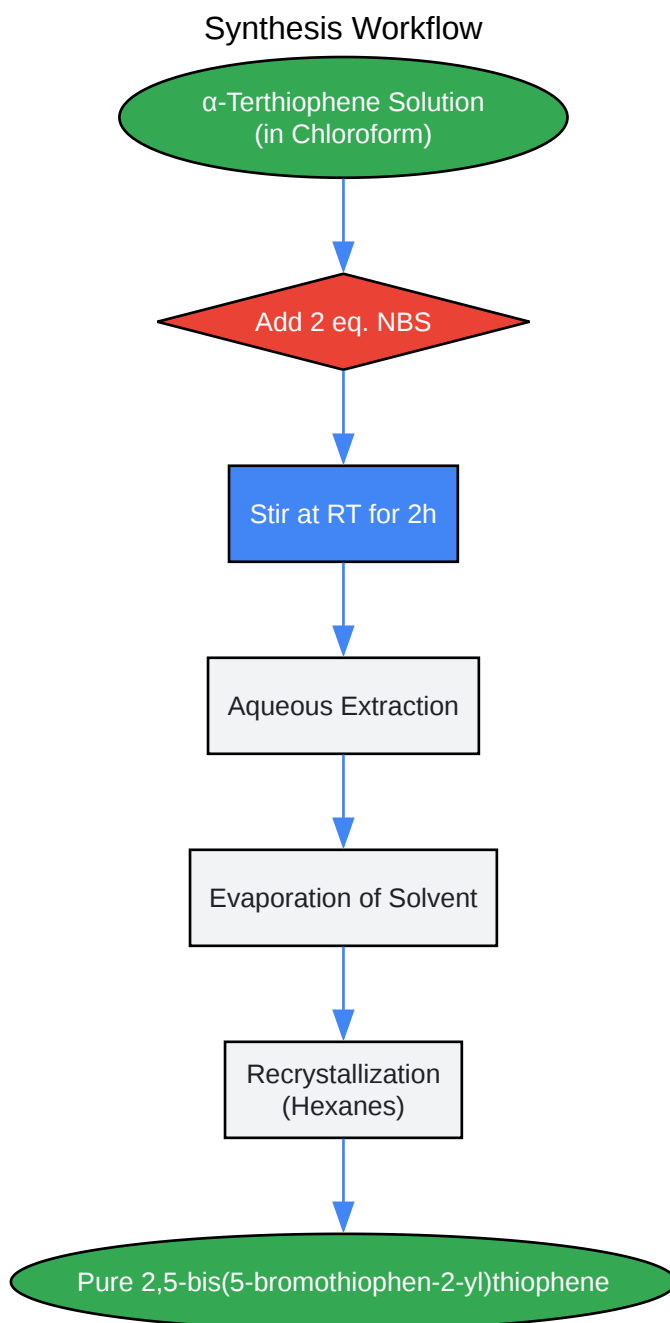 Synthesis Workflow
α-Terthiophene Solution
(in Chloroform)
Add 2 eq. NBS
Stir at RT for 2h
Aqueous Extraction
Evaporation of Solvent
Recrystallization
(Hexanes)
Pure 2,5-bis(5-bromothiophen-2-yl)thiophene